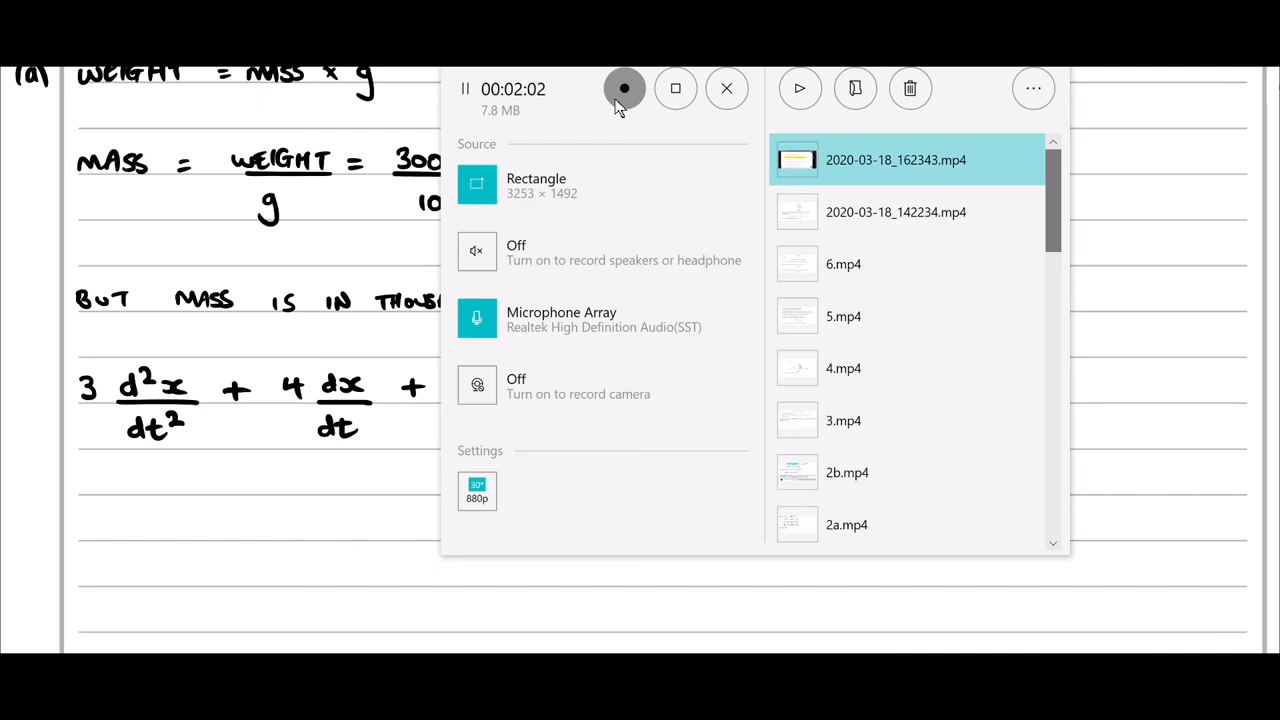 (a) WEIGHT = MASS × g
MASS = WEIGHT = 300
g 10
BUT MASS IS IN THOUSA
3 d²x + 4 dx +
dt² dt
00:02:02
7.8 MB
Source
Rectangle
3253 × 1492
Off
Turn on to record speakers or headphone
Microphone Array
Realtek High Definition Audio(SST)
Off
Turn on to record camera
Settings
30*
880p
2020-03-18_162343.mp4
2020-03-18_142234.mp4
6.mp4
5.mp4
4.mp4
3.mp4
2b.mp4
2a.mp4